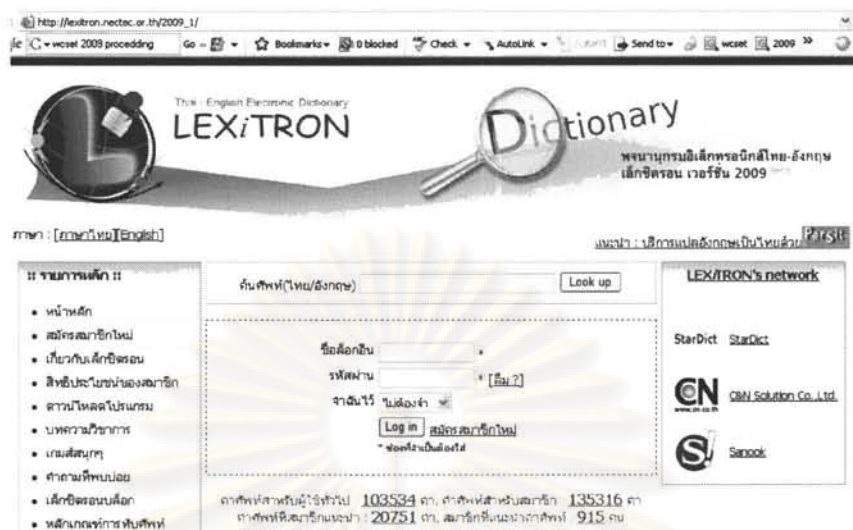 http://lexitron.nectec.or.th/2009_1/
wcset 2009 procedding Go Bookmarks 0 blocked Check AutoLink Send to wcset 2009 »
Thai - English Electronic Dictionary
LEXiTRON
Dictionary
พจนานุกรมอิเล็กทรอนิกส์ไทย-อังกฤษ
เล็กซิตรอน เวอร์ชั่น 2009
ภาษา : [ภาษาไทย][English]
แนะนำ : บริการแปลอังกฤษเป็นไทยด้วย Parsit
:: รายการหลัก ::
หน้าหลัก
สมัครสมาชิกใหม่
เกี่ยวกับเล็กซิตรอน
สิทธิประโยชน์ของสมาชิก
ดาวน์โหลดโปรแกรม
บทความวิชาการ
เกมส์สนุกๆ
คำถามที่พบบ่อย
เล็กซิตรอนบล็อก
หลักเกณฑ์การทับศัพท์
ค้นศัพท์(ไทย/อังกฤษ) Look up
ชื่อล็อกอิน *
รหัสผ่าน * [ลืม ?]
จำฉันไว้ ไม่ต้องจำ
Log in สมัครสมาชิกใหม่
* ช่องที่จำเป็นต้องใส่
คำศัพท์สำหรับผู้ใช้ทั่วไป 103534 คำ, คำศัพท์สำหรับสมาชิก 135316 คำ
คำศัพท์ที่สมาชิกแนะนำ : 20751 คำ, สมาชิกที่แนะนำคำศัพท์ 915 คน
LEXiTRON's network
StarDict StarDict
CN
www.cn.co.th
C&N Solution Co.,Ltd.
S!
Sanook